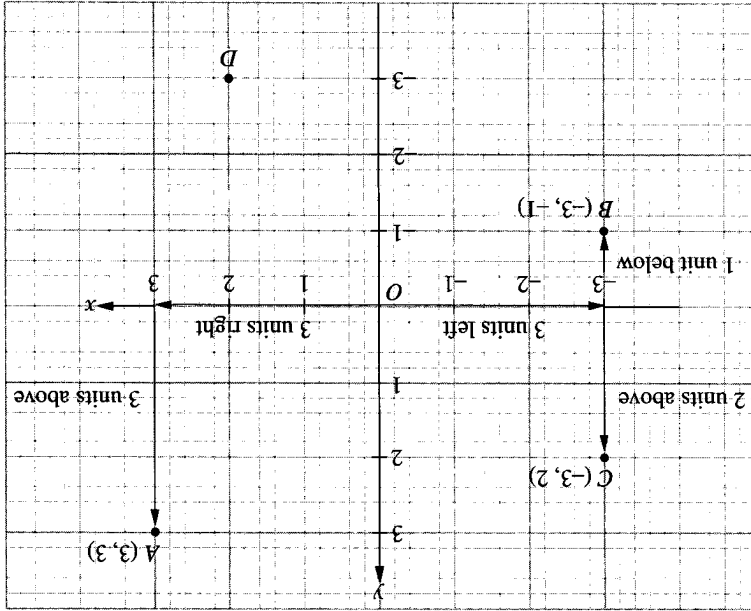 y
3
A (3, 3)
C (−3, 2)
2
2 units above
3 units above
1
3 units left
3 units right
x
−3
−2
−1
O
1
2
3
1 unit below
B (−3, −1)
−1
−2
−3
D